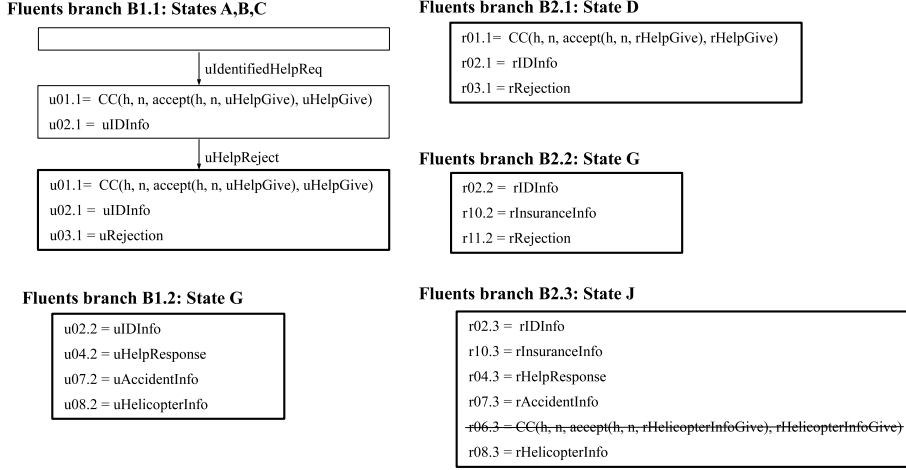 Fluents branch B1.1: States A,B,C
uIdentifiedHelpReq
u01.1= CC(h, n, accept(h, n, uHelpGive), uHelpGive)
u02.1 = uIDInfo
uHelpReject
u01.1= CC(h, n, accept(h, n, uHelpGive), uHelpGive)
u02.1 = uIDInfo
u03.1 = uRejection
Fluents branch B1.2: State G
u02.2 = uIDInfo
u04.2 = uHelpResponse
u07.2 = uAccidentInfo
u08.2 = uHelicopterInfo
Fluents branch B2.1: State D
r01.1= CC(h, n, accept(h, n, rHelpGive), rHelpGive)
r02.1 = rIDInfo
r03.1 = rRejection
Fluents branch B2.2: State G
r02.2 = rIDInfo
r10.2 = rInsuranceInfo
r11.2 = rRejection
Fluents branch B2.3: State J
r02.3 = rIDInfo
r10.3 = rInsuranceInfo
r04.3 = rHelpResponse
r07.3 = rAccidentInfo
r06.3 = CC(h, n, accept(h, n, rHelicopterInfoGive), rHelicopterInfoGive)
r08.3 = rHelicopterInfo